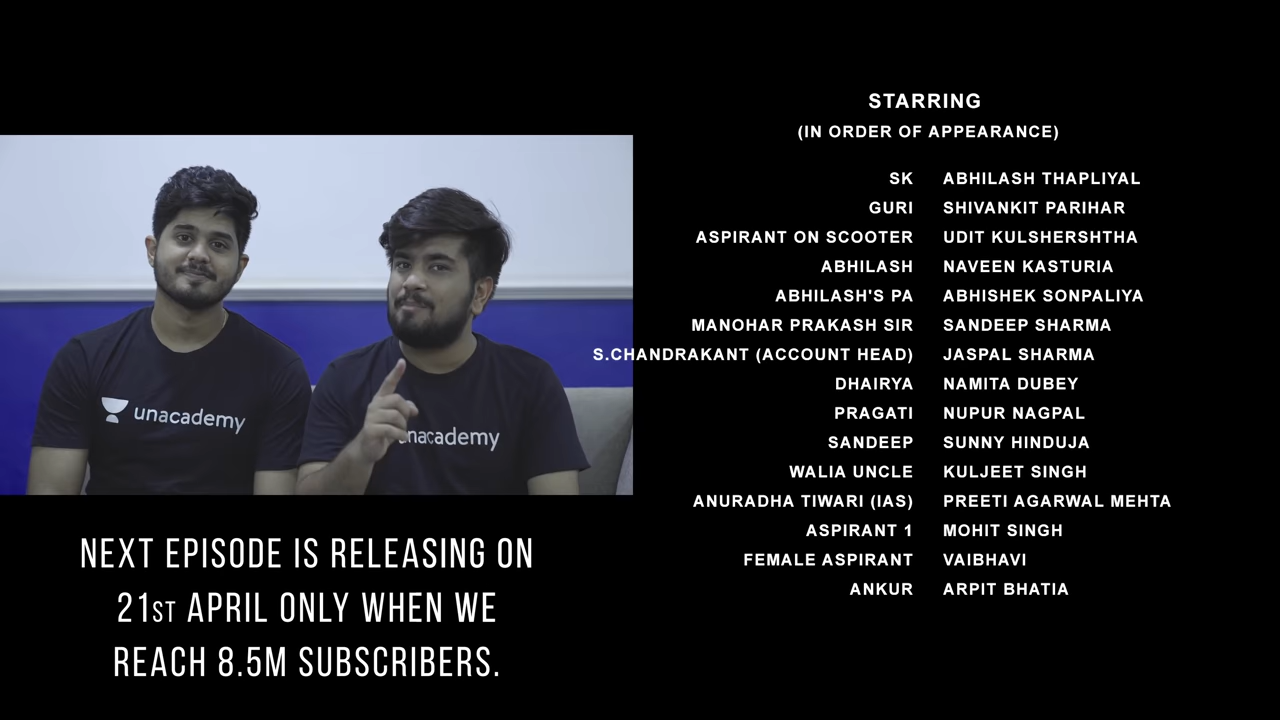 STARRING
(IN ORDER OF APPEARANCE)
SK ABHILASH THAPLIYAL
GURI SHIVANKIT PARIHAR
ASPIRANT ON SCOOTER UDIT KULSHERSHTHA
ABHILASH NAVEEN KASTURIA
ABHILASH'S PA ABHISHEK SONPALIYA
MANOHAR PRAKASH SIR SANDEEP SHARMA
S.CHANDRAKANT (ACCOUNT HEAD) JASPAL SHARMA
DHAIRYA NAMITA DUBEY
PRAGATI NUPUR NAGPAL
SANDEEP SUNNY HINDUJA
WALIA UNCLE KULJEET SINGH
ANURADHA TIWARI (IAS) PREETI AGARWAL MEHTA
ASPIRANT 1 MOHIT SINGH
FEMALE ASPIRANT VAIBHAVI
ANKUR ARPIT BHATIA
unacademy
unacademy
NEXT EPISODE IS RELEASING ON
21ST APRIL ONLY WHEN WE
REACH 8.5M SUBSCRIBERS.